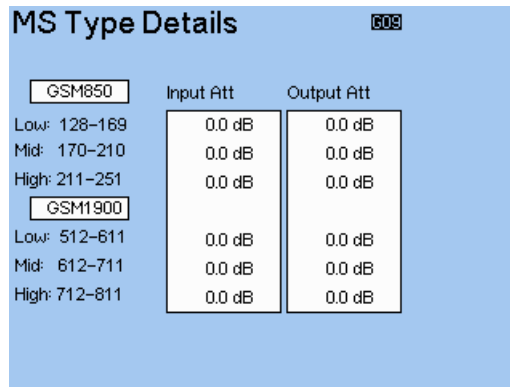 MS Type Details G09
GSM850 Input Att Output Att
Low: 128-169 0.0 dB 0.0 dB
Mid: 170-210 0.0 dB 0.0 dB
High: 211-251 0.0 dB 0.0 dB
GSM1900
Low: 512-611 0.0 dB 0.0 dB
Mid: 612-711 0.0 dB 0.0 dB
High: 712-811 0.0 dB 0.0 dB